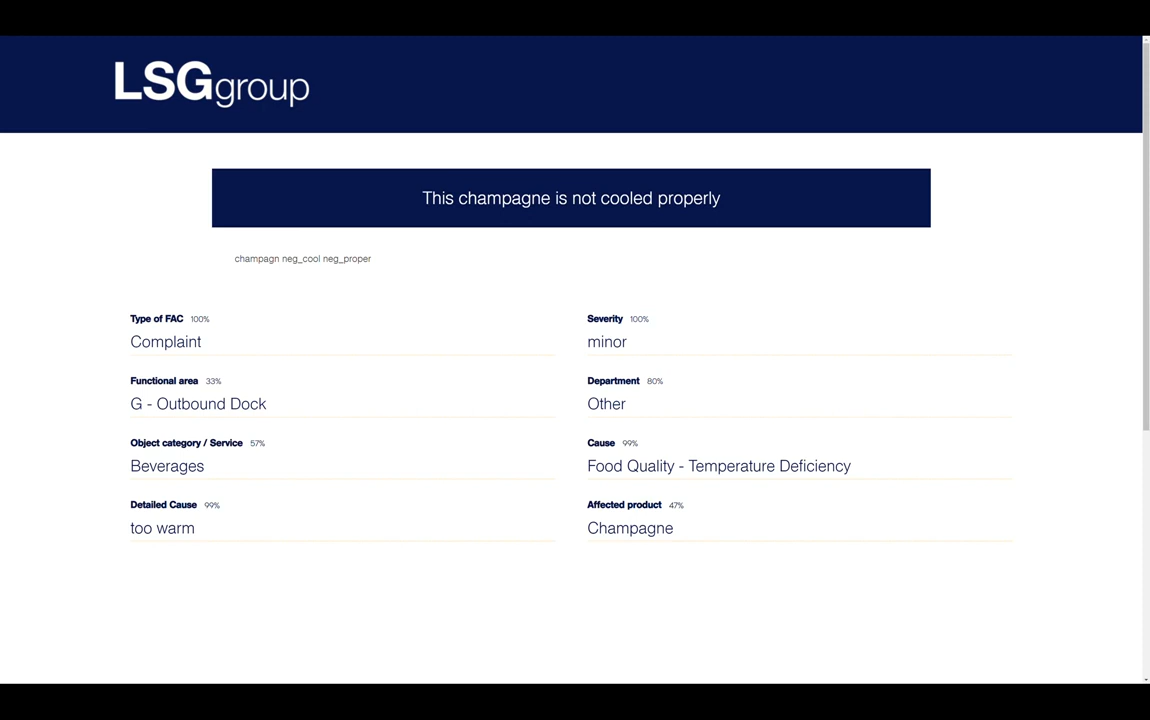 LSGgroup
This champagne is not cooled properly
champagn neg_cool neg_proper
Type of FAC 100%
Complaint
Severity 100%
minor
Functional area 33%
G - Outbound Dock
Department 80%
Other
Object category / Service 57%
Beverages
Cause 99%
Food Quality - Temperature Deficiency
Detailed Cause 99%
too warm
Affected product 47%
Champagne